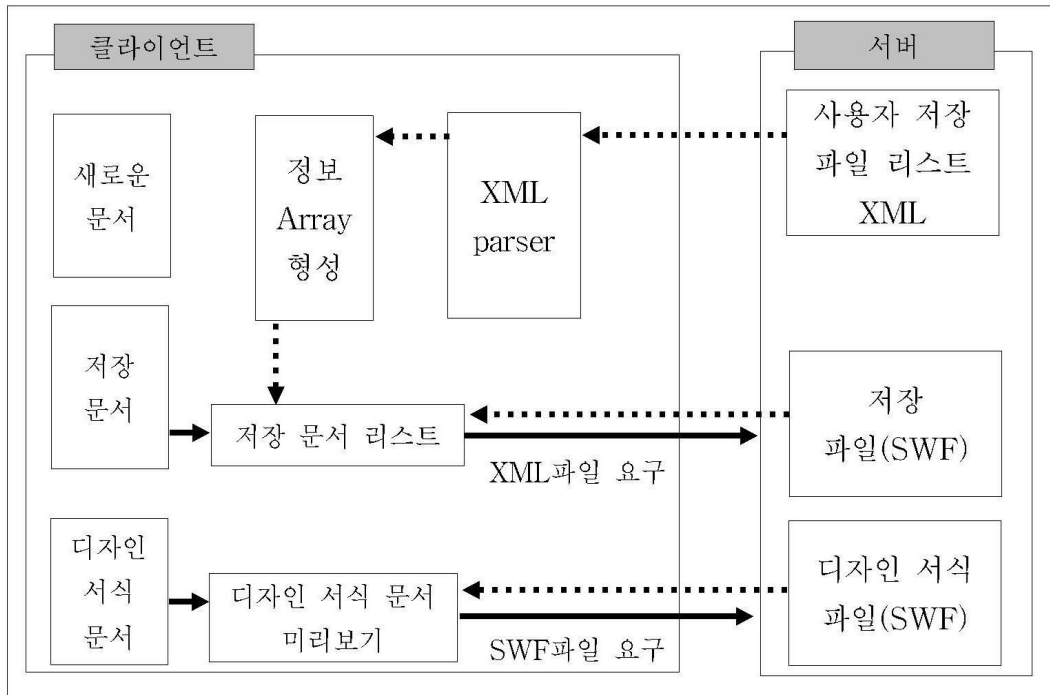 클라이언트
서버
새로운
문서
정보
Array
형성
XML
parser
사용자 저장
파일 리스트
XML
저장
문서
저장 문서 리스트
XML파일 요구
저장
파일(SWF)
디자인
서식
문서
디자인 서식 문서
미리보기
SWF파일 요구
디자인 서식
파일(SWF)